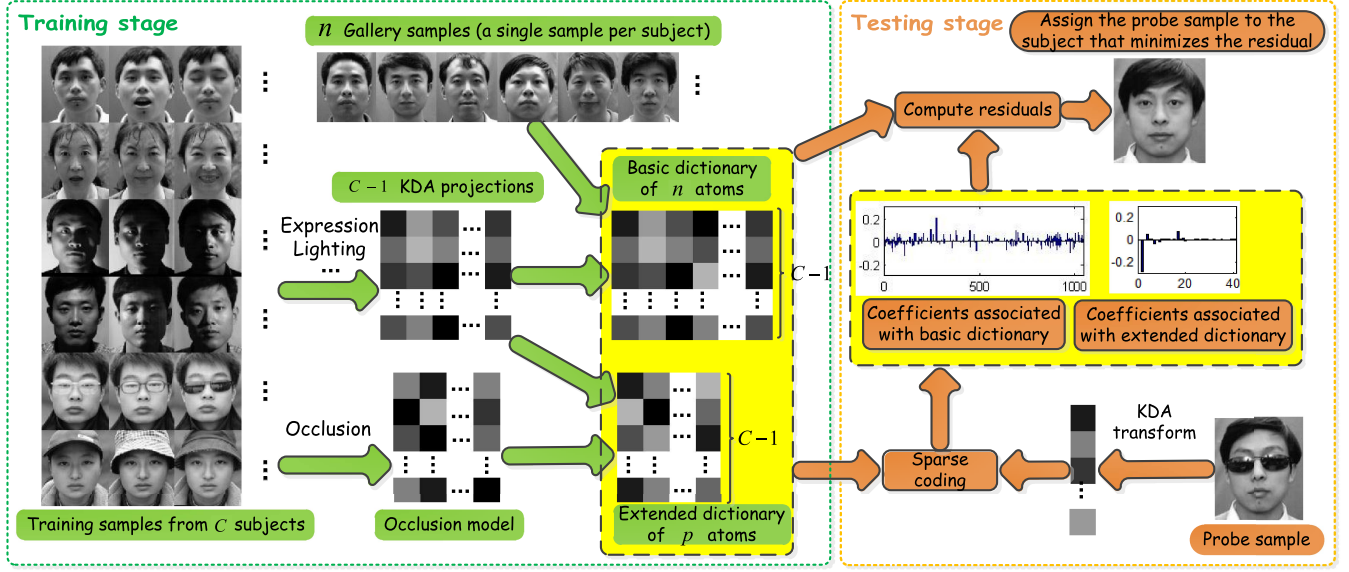 Training stage
n Gallery samples (a single sample per subject)
C − 1 KDA projections
Expression
Lighting
...
Occlusion
Training samples from C subjects
Occlusion model
Basic dictionary
of n atoms
C−1
C−1
Extended dictionary
of p atoms
Testing stage
Assign the probe sample to the
subject that minimizes the residual
Compute residuals
0.2
0
-0.2
0
500
1000
0.2
0
-0.2
0
20
40
Coefficients associated
with basic dictionary
Coefficients associated
with extended dictionary
Sparse
coding
KDA
transform
Probe sample